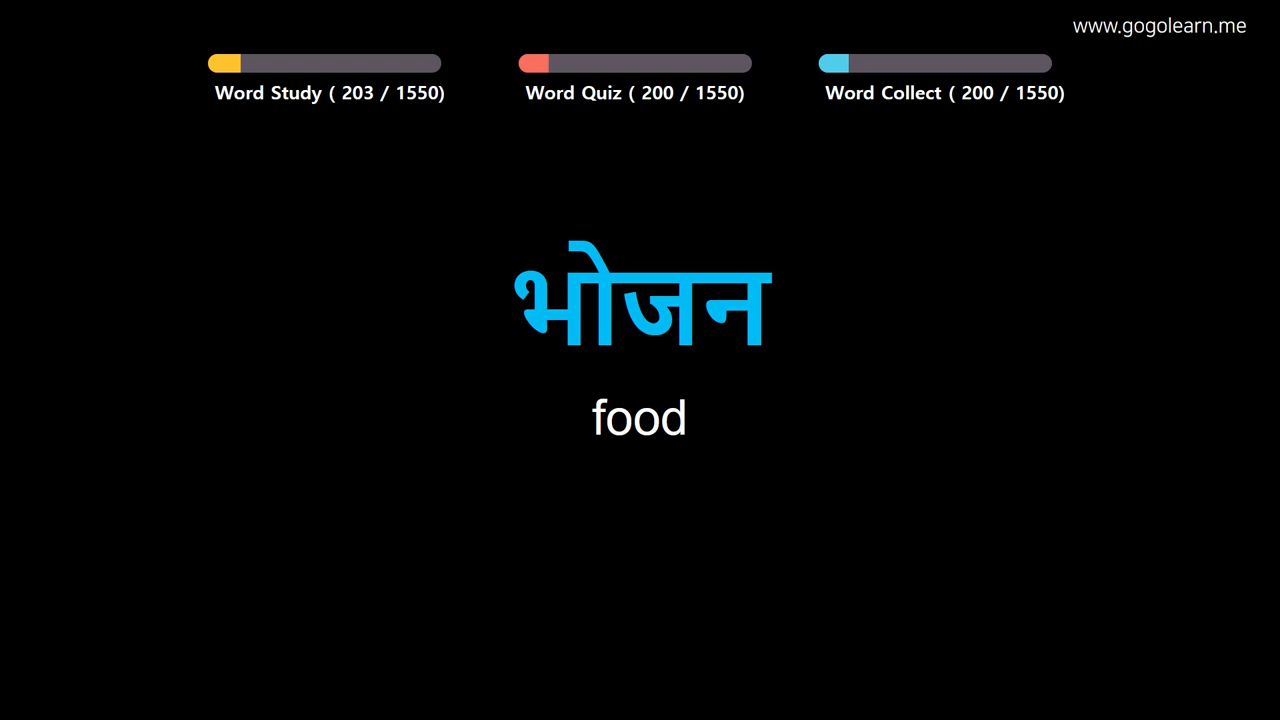 www.gogolearn.me
Word Study ( 203 / 1550)
Word Quiz ( 200 / 1550)
Word Collect ( 200 / 1550)
भोजन
food